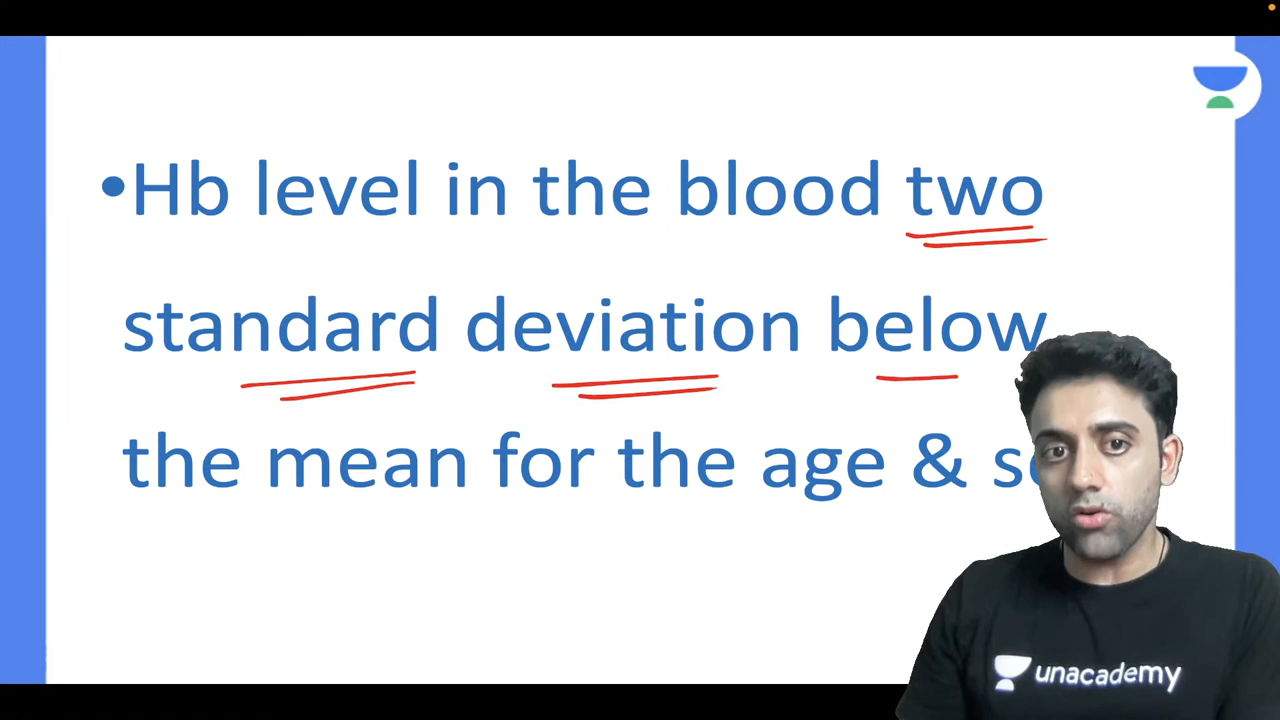 •Hb level in the blood two
standard deviation below
the mean for the age &
unacademy